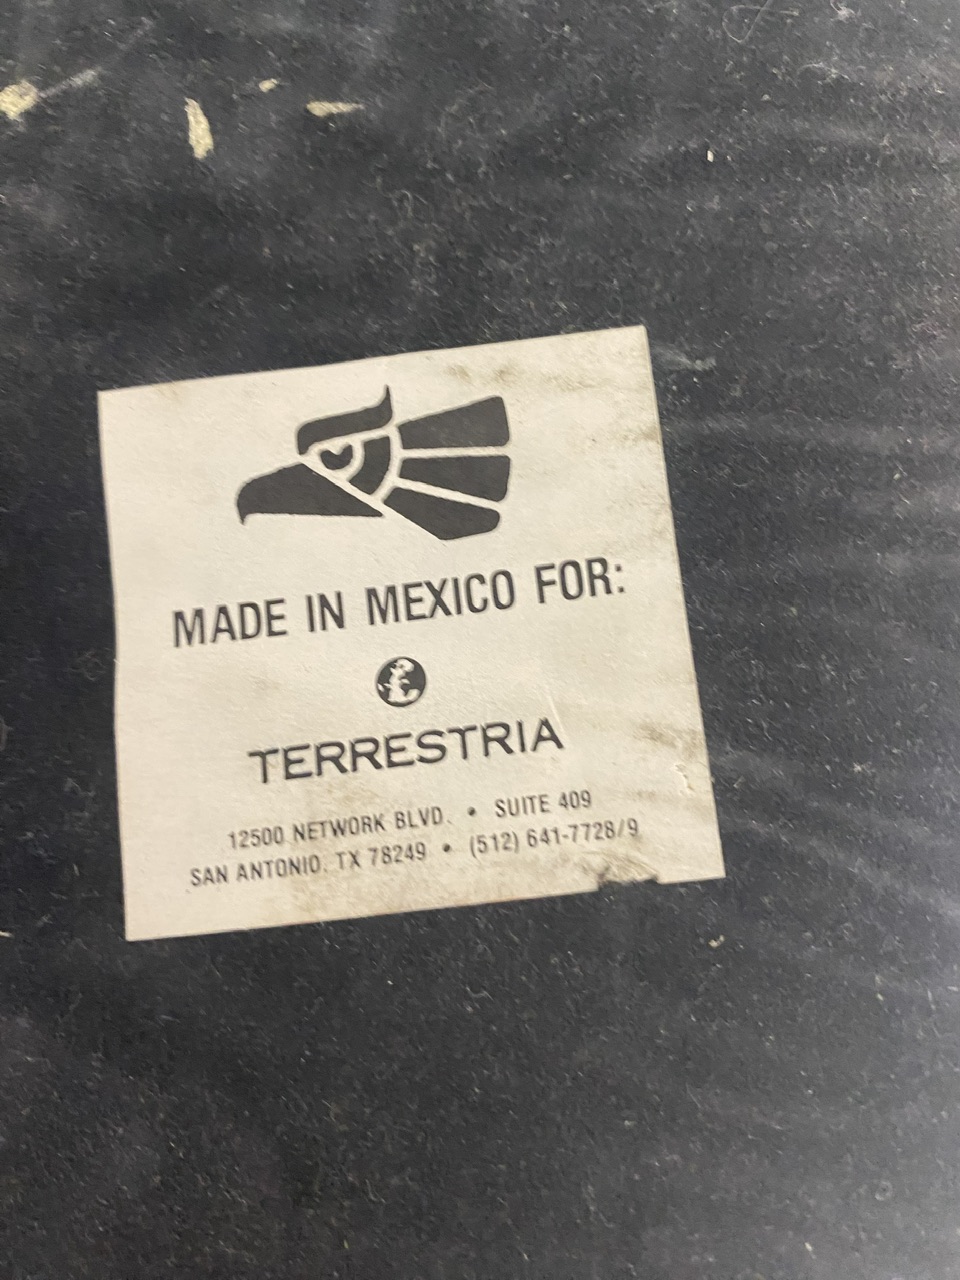 MADE IN MEXICO FOR:
TERRESTRIA
12500 NETWORK BLVD. • SUITE 409
SAN ANTONIO, TX 78249 • (512) 641-7728/9